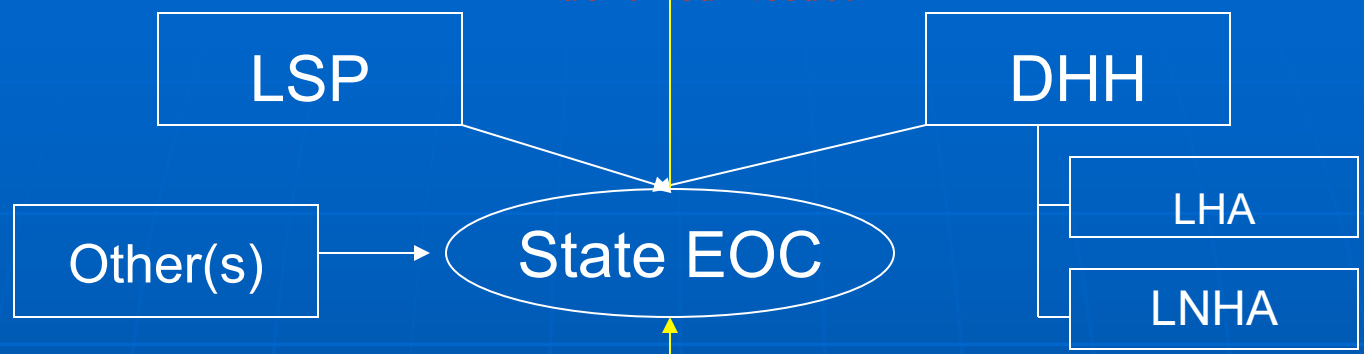 LSP
DHH
LHA
Other(s)
State EOC
LNHA